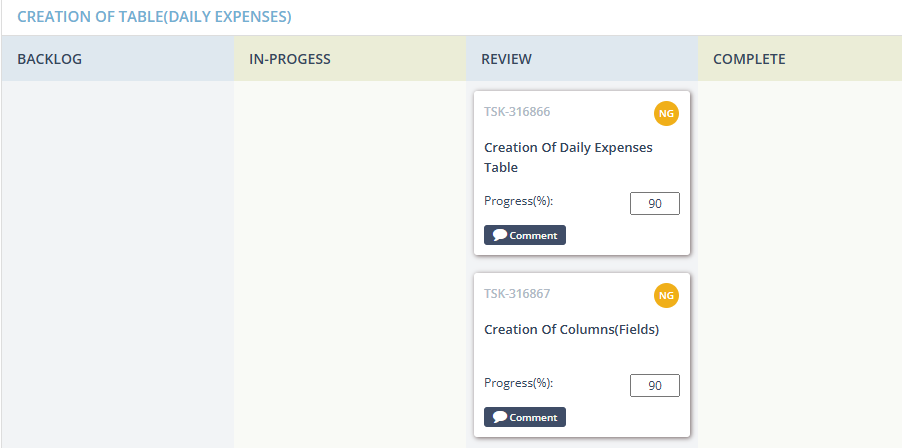 CREATION OF TABLE(DAILY EXPENSES)
BACKLOG
IN-PROGESS
REVIEW
COMPLETE
TSK-316866
NG
Creation Of Daily Expenses
Table
Progress(%):
90
Comment
TSK-316867
NG
Creation Of Columns(Fields)
Progress(%):
90
Comment